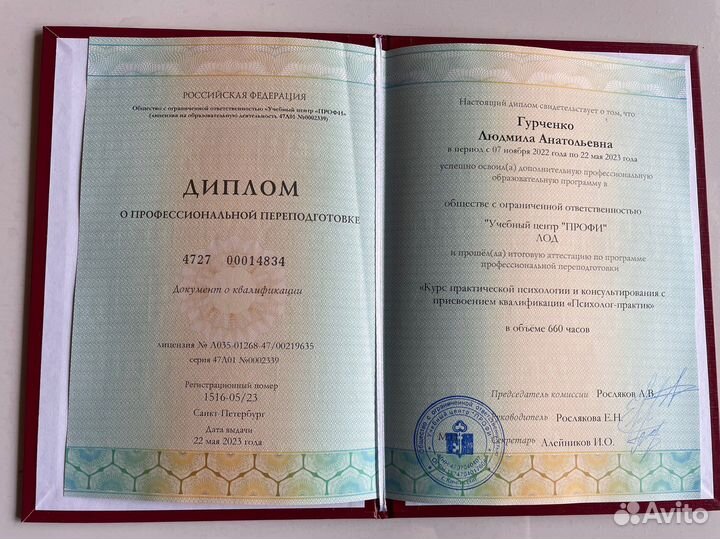 РОССИЙСКАЯ ФЕДЕРАЦИЯ
Общество с ограниченной ответственностью «Учебный центр «ПРОФИ»
(лицензия на образовательную деятельность 47Л01 №0002339)
ДИПЛОМ
О ПРОФЕССИОНАЛЬНОЙ ПЕРЕПОДГОТОВКЕ
4727 00014834
Документ о квалификации
лицензия № Л035-01268-47/00219635
серия 47Л01 №0002339
Регистрационный номер
1516-05/23
Санкт-Петербург
Дата выдачи
22 мая 2023 года
Настоящий диплом свидетельствует о том, что
Гурченко
Людмила Анатольевна
в период с 07 ноября 2022 года по 22 мая 2023 года
успешно освоил(а) дополнительную профессиональную
образовательную программу в
обществе с ограниченной ответственностью
"Учебный центр "ПРОФИ"
ЛОД
и прошёл(ла) итоговую аттестацию по программе
профессиональной переподготовки
«Курс практической психологии и консультирования с
присвоением квалификации «Психолог-практик»
в объёме 660 часов
Председатель комиссии Росляков А.В.
Руководитель Рослякова Е.Н.
Секретарь Алейников И.О.
Avito